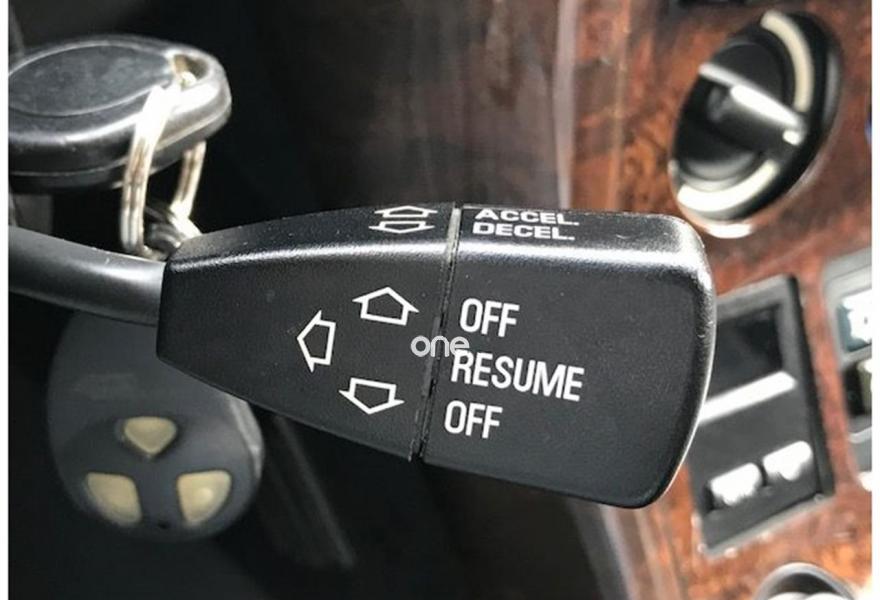 ACCEL.
DECEL.
OFF
one
RESUME
OFF